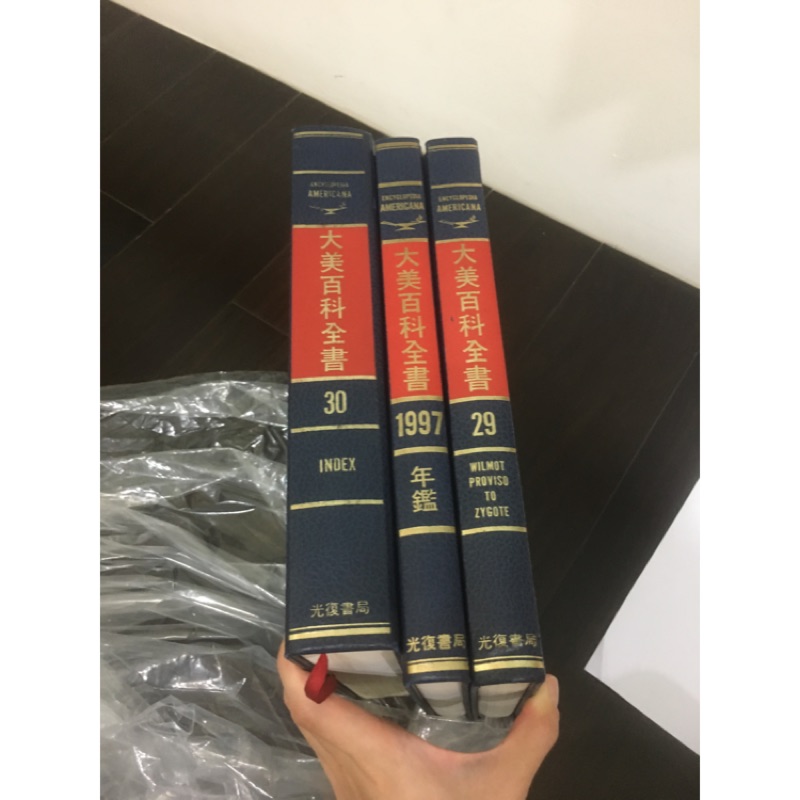 ENCYCLOPEDIA
AMERICANA
大美百科全書
30
INDEX
光復書局
ENCYCLOPEDIA
AMERICANA
大美百科全書
1997
年鑑
光復書局
ENCYCLOPEDIA
AMERICANA
大美百科全書
29
WILMOT
PROVISO
TO
ZYGOTE
光復書局